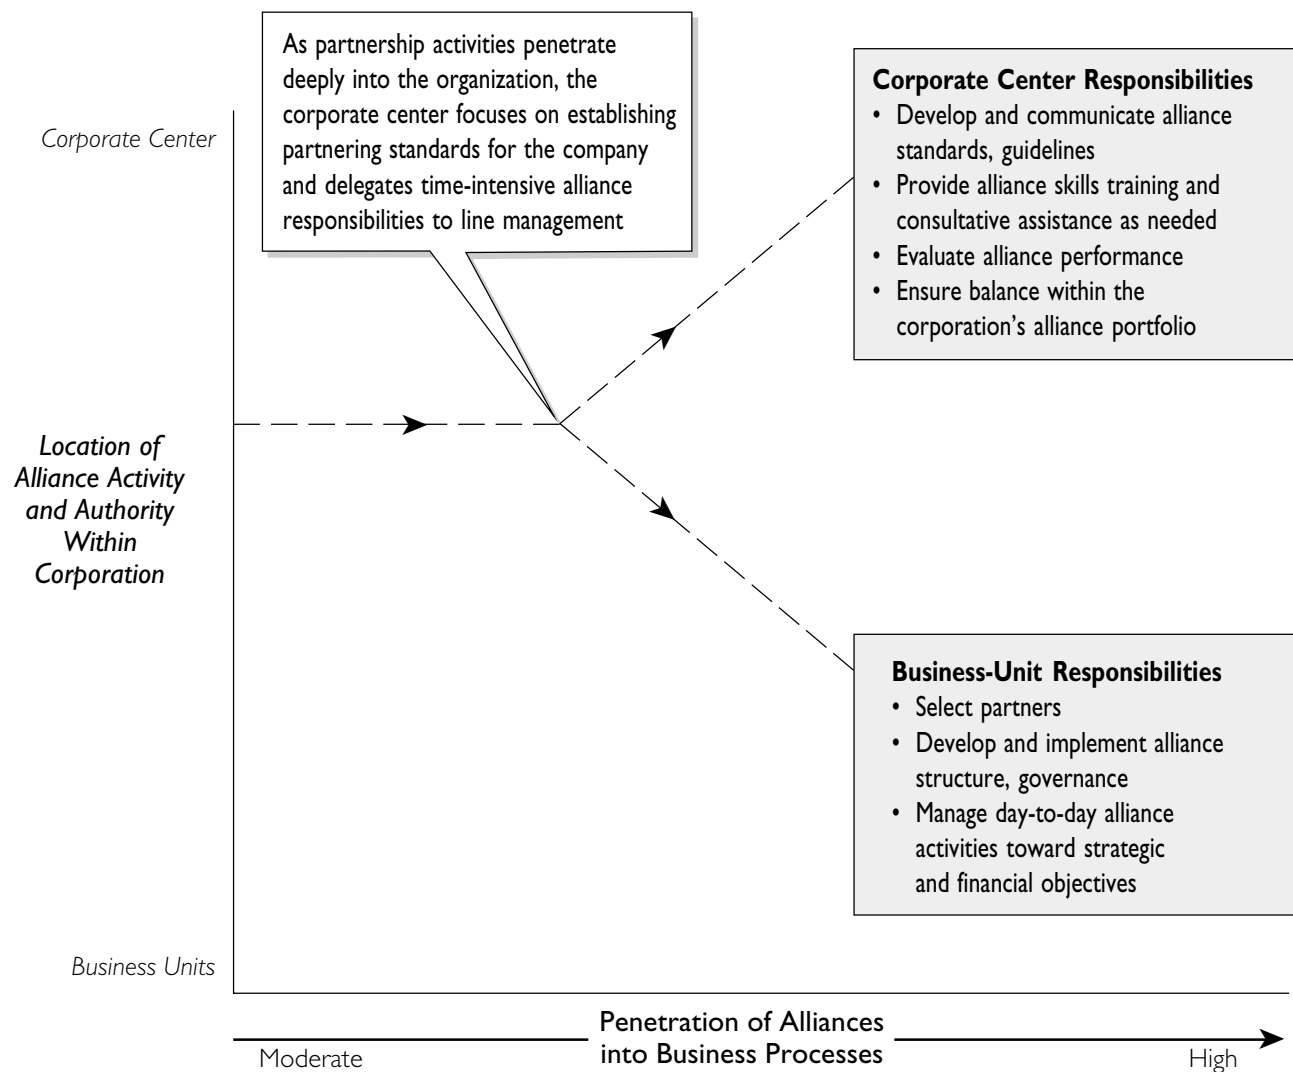 As partnership activities penetrate
deeply into the organization, the
corporate center focuses on establishing
partnering standards for the company
and delegates time-intensive alliance
responsibilities to line management
Corporate Center Responsibilities
• Develop and communicate alliance
standards, guidelines
• Provide alliance skills training and
consultative assistance as needed
• Evaluate alliance performance
• Ensure balance within the
corporation’s alliance portfolio
Corporate Center
Location of
Alliance Activity
and Authority
Within
Corporation
Business-Unit Responsibilities
• Select partners
• Develop and implement alliance
structure, governance
• Manage day-to-day alliance
activities toward strategic
and financial objectives
Business Units
Penetration of Alliances
into Business Processes
Moderate
High